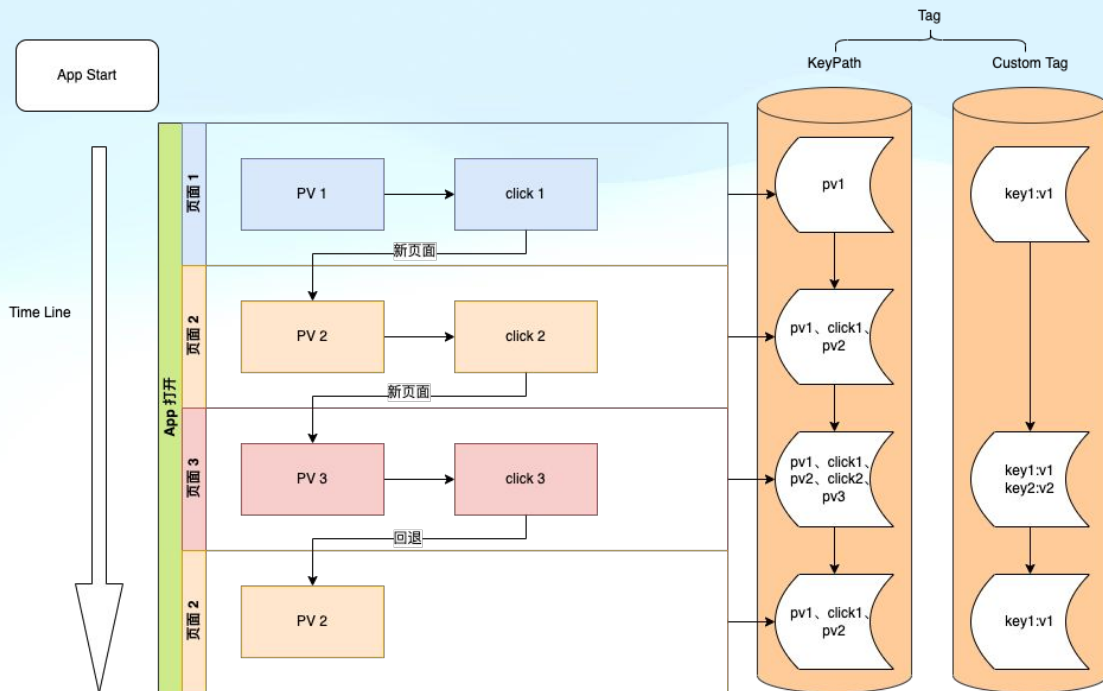 Tag
App Start
KeyPath
Custom Tag
页面 1
PV 1
click 1
pv1
key1:v1
新页面
Time Line
页面 2
PV 2
click 2
pv1、click1、
pv2
App 打开
新页面
页面 3
PV 3
click 3
pv1、click1、
pv2、click2、
pv3
key1:v1
key2:v2
回退
页面 2
PV 2
pv1、click1、
pv2
key1:v1